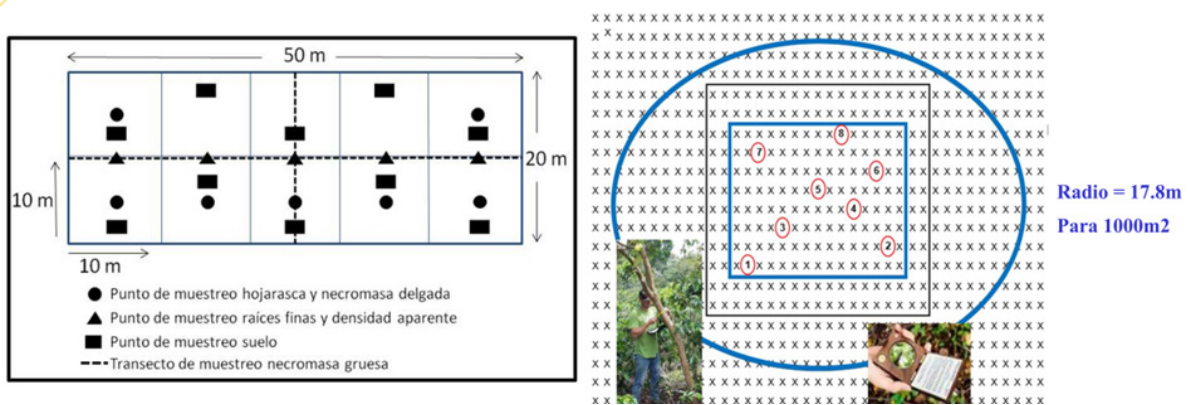 50 m
20 m
10 m
10 m
Punto de muestreo hojarasca y necromasa delgada
Punto de muestreo raíces finas y densidad aparente
Punto de muestreo suelo
Transecto de muestreo necromasa gruesa
8
7
6
5
4
3
2
1
Radio = 17.8m
Para 1000m2